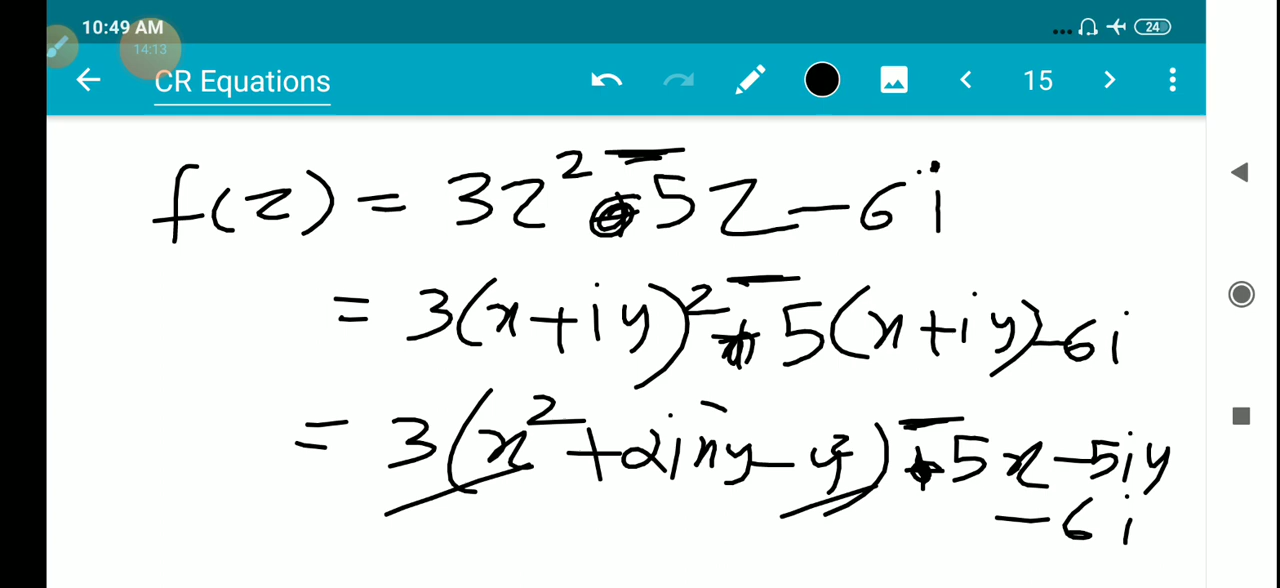 10:49 AM
24
14:13
CR Equations
15
f(z) = 3z² - 5z - 6i
= 3(x+iy)² - 5(x+iy) - 6i
= 3(x² + 2ixy - y²) - 5x - 5iy
- 6i